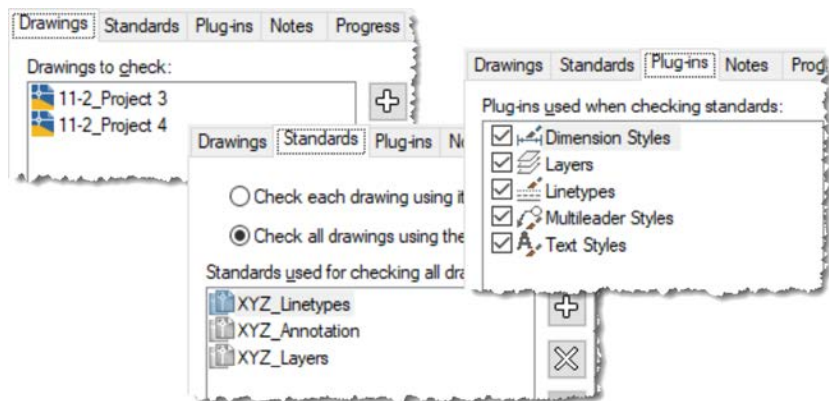 Drawings Standards Plug-ins Notes Progress
Drawings to check:
11-2_Project 3
11-2_Project 4
Drawings Standards Plug-ins
Check each drawing using
Check all drawings using the
Standards used for checking all
XYZ_Linetypes
XYZ_Annotation
XYZ_Layers
Drawings Standards Plug-ins Notes Prog
Plug-ins used when checking standards:
Dimension Styles
Layers
Linetypes
Multileader Styles
Text Styles